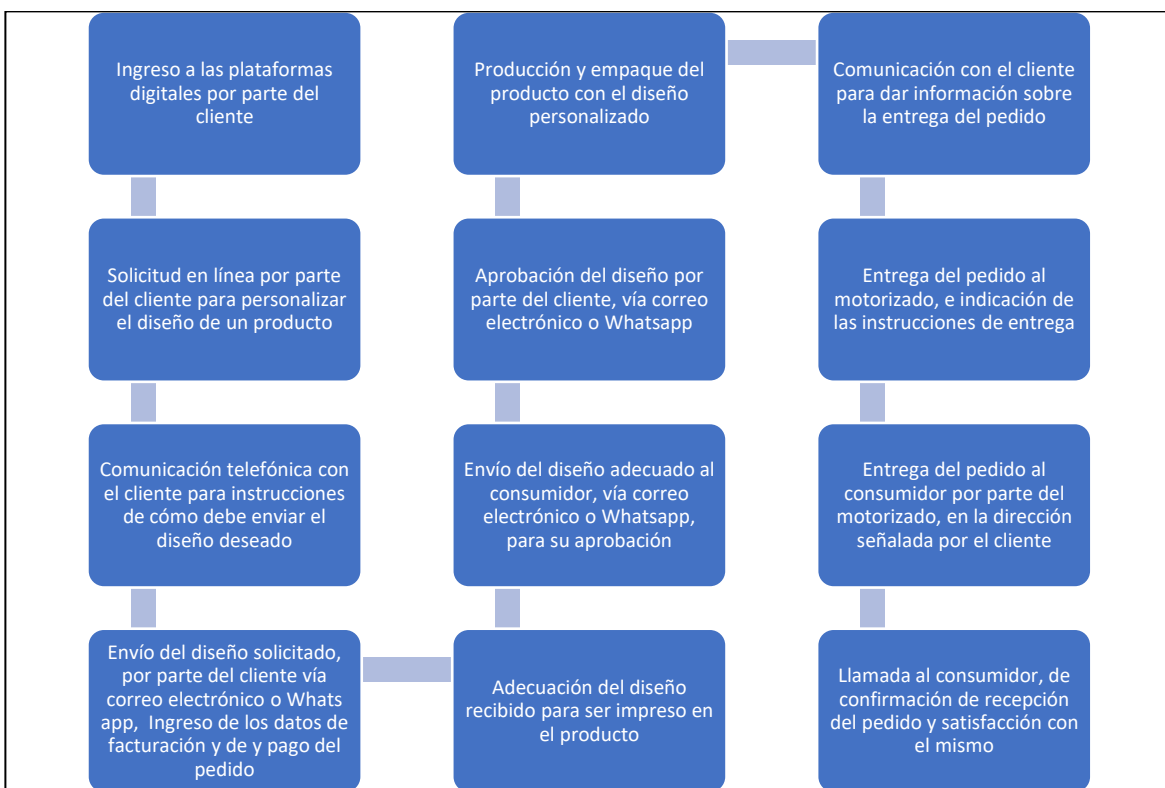 Ingreso a las plataformas
digitales por parte del
cliente
Solicitud en línea por parte
del cliente para personalizar
el diseño de un producto
Comunicación telefónica con
el cliente para instrucciones
de cómo debe enviar el
diseño deseado
Envío del diseño solicitado,
por parte del cliente vía
correo electrónico o Whats
app,  Ingreso de los datos de
facturación y de y pago del
pedido
Adecuación del diseño
recibido para ser impreso en
el producto
Envío del diseño adecuado al
consumidor, vía correo
electrónico o Whatsapp,
para su aprobación
Aprobación del diseño por
parte del cliente, vía correo
electrónico o Whatsapp
Producción y empaque del
producto con el diseño
personalizado
Comunicación con el cliente
para dar información sobre
la entrega del pedido
Entrega del pedido al
motorizado, e indicación de
las instrucciones de entrega
Entrega del pedido al
consumidor por parte del
motorizado, en la dirección
señalada por el cliente
Llamada al consumidor, de
confirmación de recepción
del pedido y satisfacción con
el mismo